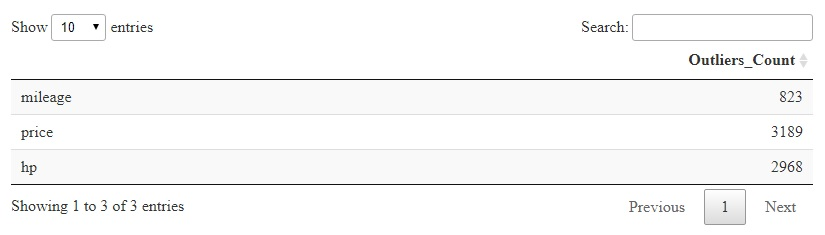 Show 10 entries Search:
Outliers_Count
mileage 823
price 3189
hp 2968
Showing 1 to 3 of 3 entries Previous 1 Next